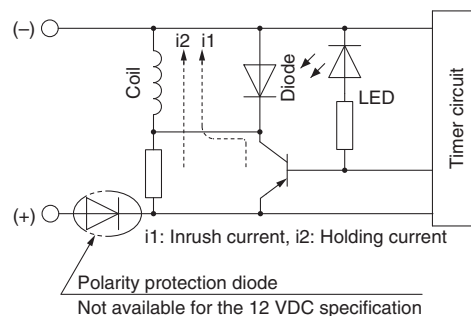 (–)
i2 i1
Coil
Diode
LED
Timer circuit
(+)
i1: Inrush current, i2: Holding current
Polarity protection diode
Not available for the 12 VDC specification